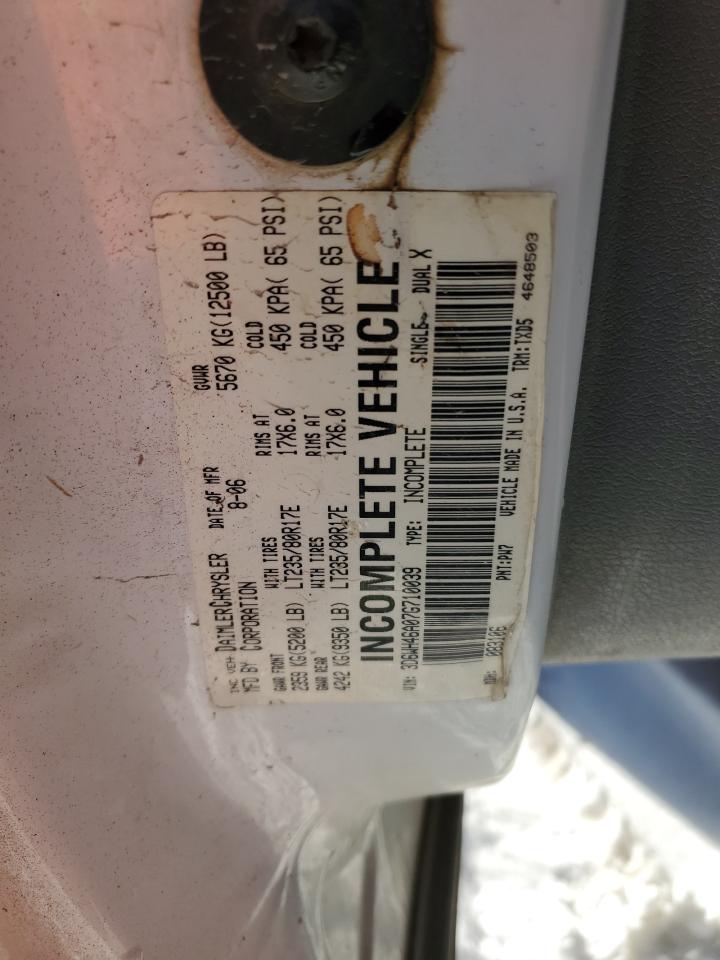 INC VEH DAIMLERCHRYSLER DATE OF MFR GVWR
MFD BY CORPORATION 8-06 5670 KG(12500 LB)
GAWR FRONT WITH TIRES RIMS AT COLD
2359 KG(5200 LB) LT235/80R17E 17X6.0 450 KPA( 65 PSI)
GAWR REAR WITH TIRES RIMS AT COLD
4242 KG(9350 LB) LT235/80R17E 17X6.0 450 KPA( 65 PSI)
INCOMPLETE VEHICLE
VIN: 3D6WH46A07G710039 TYPE: INCOMPLETE SINGLE DUAL X
PNT:PW7 VEHICLE MADE IN U.S.A. TRM:TXD5
4648503